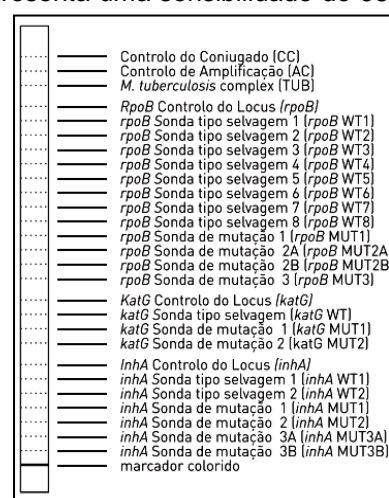 Controlo do Conjugado (CC)
Controlo de Amplificação (AC)
M. tuberculosis complex (TUB)
RpoB Controlo do Locus (rpoB)
rpoB Sonda tipo selvagem 1 (rpoB WT1)
rpoB Sonda tipo selvagem 2 (rpoB WT2)
rpoB Sonda tipo selvagem 3 (rpoB WT3)
rpoB Sonda tipo selvagem 4 (rpoB WT4)
rpoB Sonda tipo selvagem 5 (rpoB WT5)
rpoB Sonda tipo selvagem 6 (rpoB WT6)
rpoB Sonda tipo selvagem 7 (rpoB WT7)
rpoB Sonda tipo selvagem 8 (rpoB WT8)
rpoB Sonda de mutação 1 (rpoB MUT1)
rpoB Sonda de mutação 2A (rpoB MUT2A
rpoB Sonda de mutação 2B (rpoB MUT2B
rpoB Sonda de mutação 3 (rpoB MUT3)
KatG Controlo do Locus (katG)
katG Sonda tipo selvagem (katG WT)
katG Sonda de mutação 1 (katG MUT1)
katG Sonda de mutação 2 (katG MUT2)
InhA Controlo do Locus (inhA)
inhA Sonda tipo selvagem 1 (inhA WT1)
inhA Sonda tipo selvagem 2 (inhA WT2)
inhA Sonda de mutação 1 (inhA MUT1)
inhA Sonda de mutação 2 (inhA MUT2)
inhA Sonda de mutação 3A (inhA MUT3A)
inhA Sonda de mutação 3B (inhA MUT3B)
marcador colorido